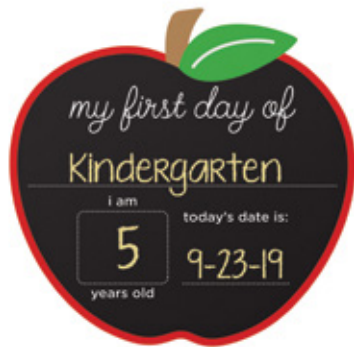 my first day of
Kindergarten
i am
5
years old
today's date is:
9-23-19